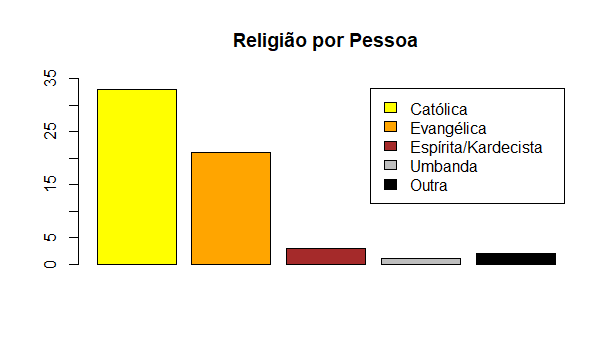 Religião por Pessoa
35
25
15
5
0
Católica
Evangélica
Espírita/Kardecista
Umbanda
Outra